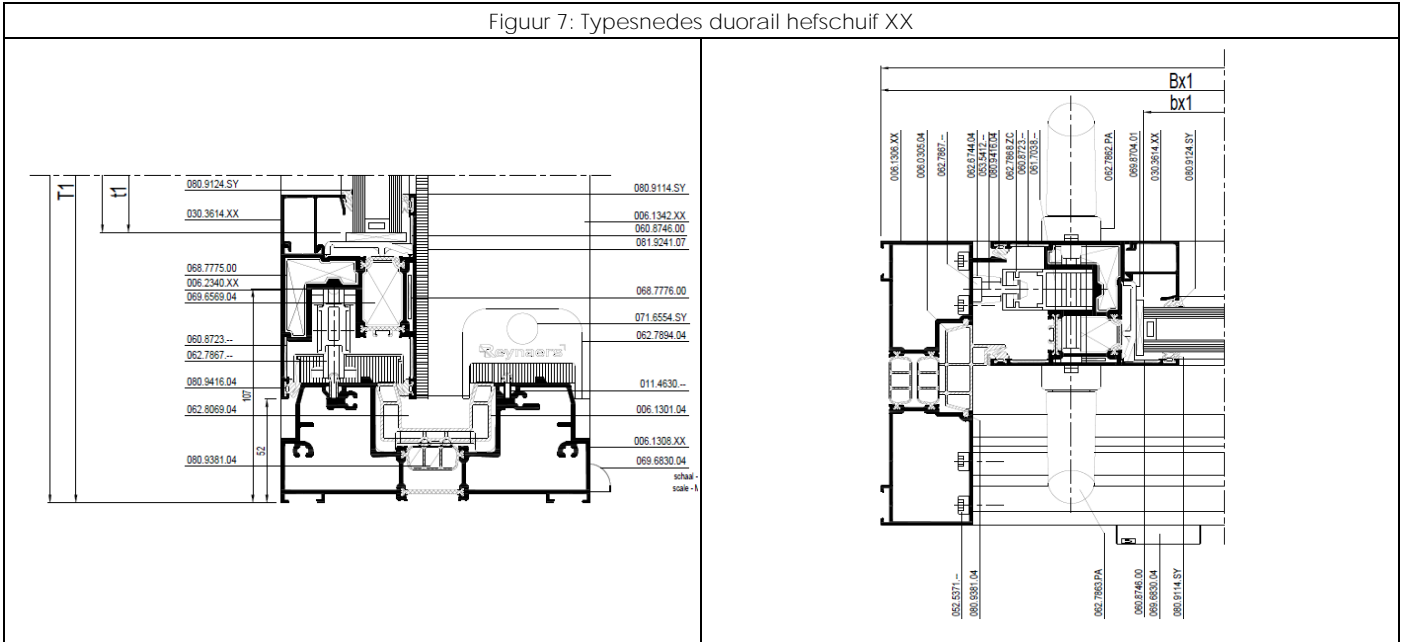 Figuur 7: Typesnedes duorail hefschuif XX
T1
t1
080.9124.SY
030.3614.XX
068.7775.00
006.2340.XX
069.6569.04
060.8723.--
062.7867.--
080.9416.04
062.8069.04
080.9381.04
107
52
080.9114.SY
006.1342.XX
060.8746.00
081.9241.07
068.7776.00
071.6554.SY
062.7894.04
Reynaers
011.4630.--
006.1301.04
006.1308.XX
069.6830.04
schaal -
scale - M
Bx1
bx1
006.1306.XX
006.0305.04
062.7867.--
062.6744.04
053.5412.--
080.9416.04
062.7868.ZC
060.8723.--
061.7038.--
062.7862.PA
069.8704.01
030.3614.XX
080.9124.SY
052.5371.--
080.9381.04
062.7863.PA
060.8746.00
069.6830.04
080.9114.SY